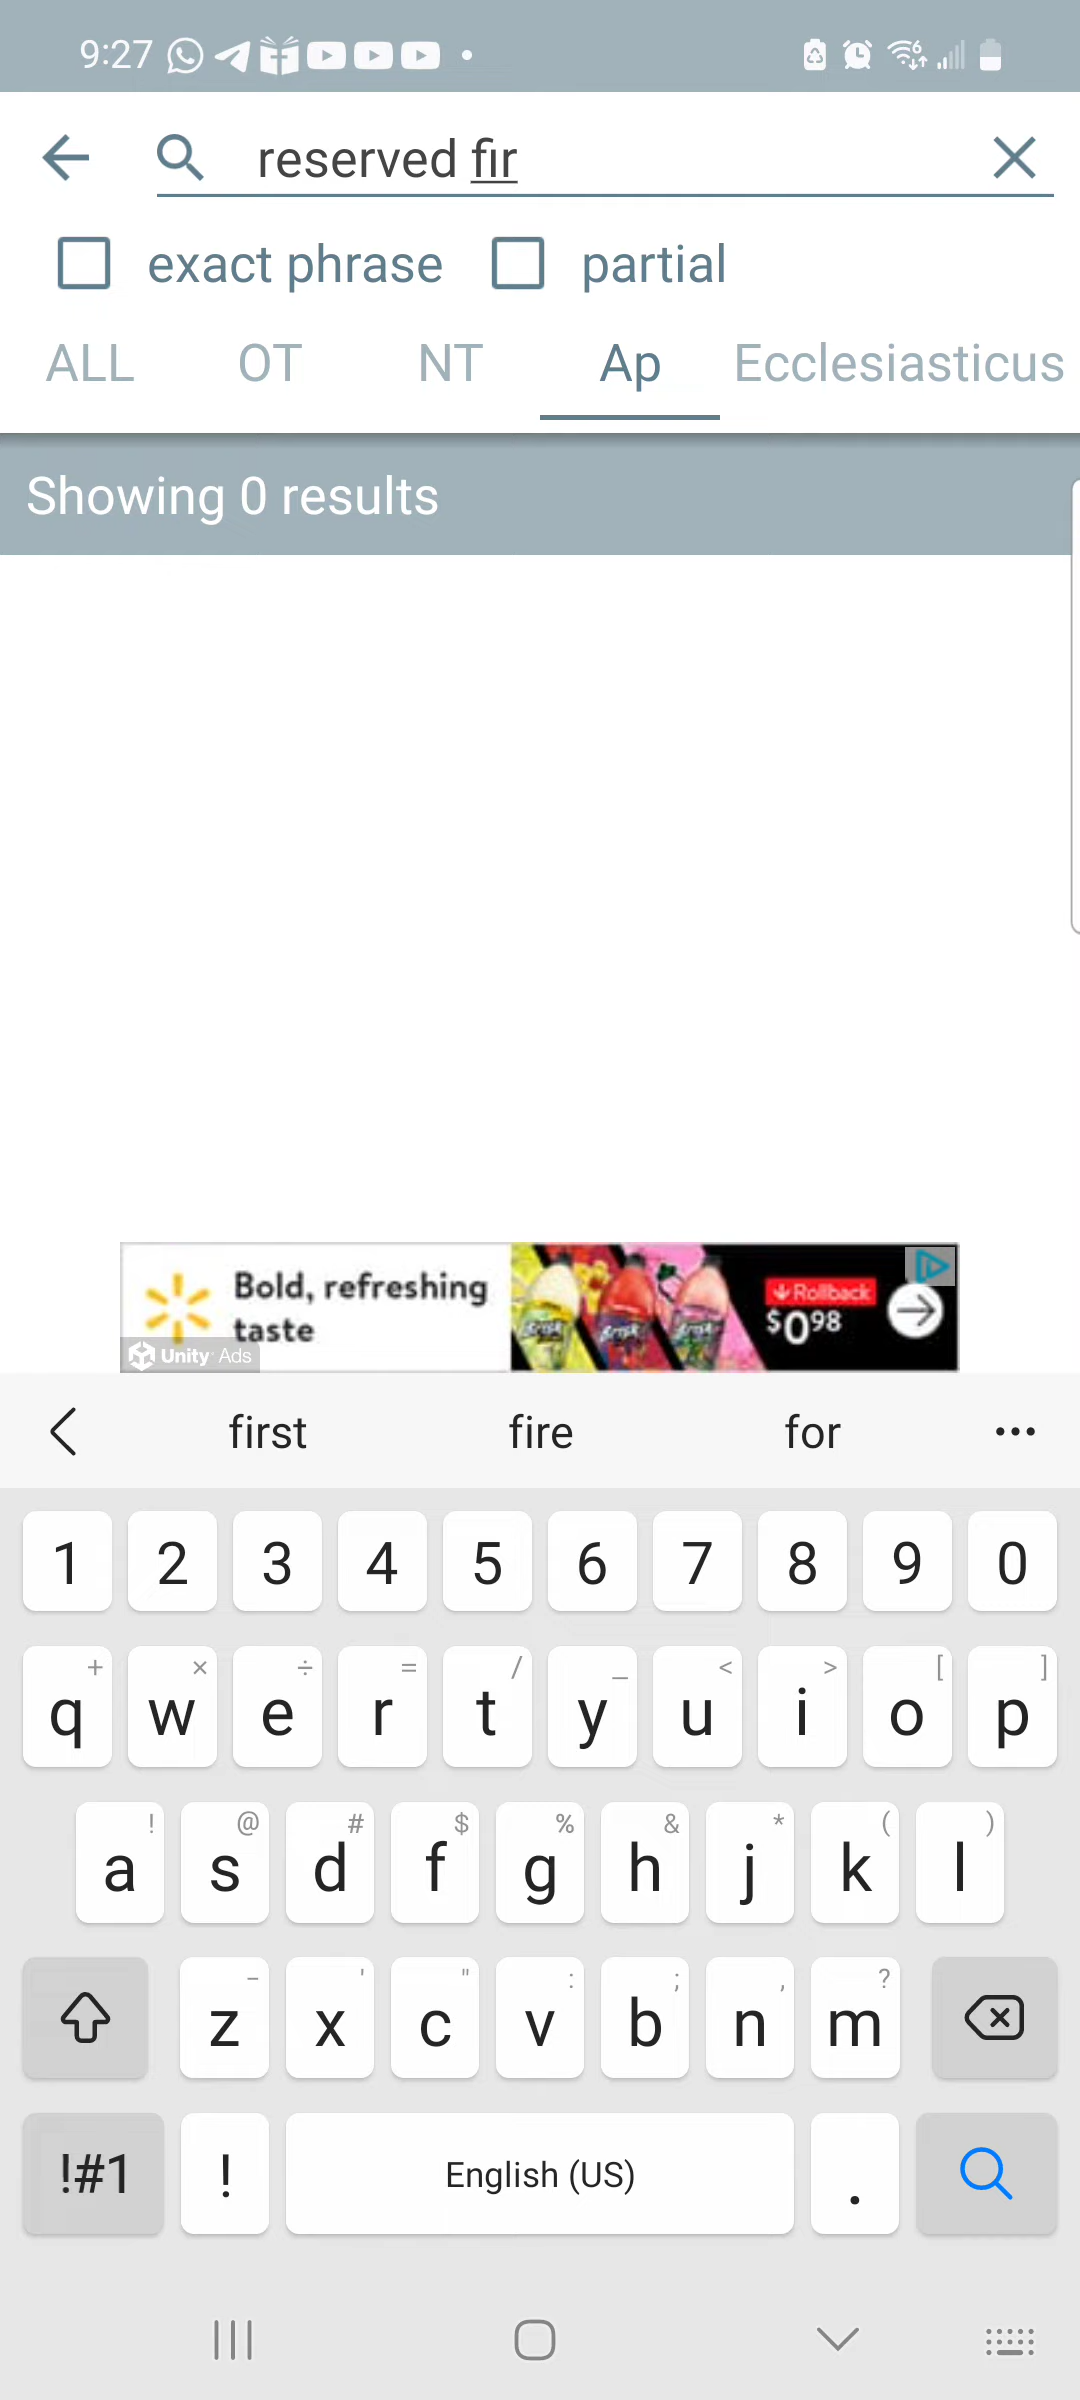 9:27
reserved fir
exact phrase partial
ALL OT NT Ap Ecclesiasticus
Showing 0 results
Bold, refreshing
taste
Rollback
$0.98
Unity Ads
first fire for
1 2 3 4 5 6 7 8 9 0
+ × ÷ = / _ < > [ ]
q w e r t y u i o p
! @ # $ % & * ( )
a s d f g h j k l
- ' " : ; , ?
z x c v b n m
!#1 ! English (US) .